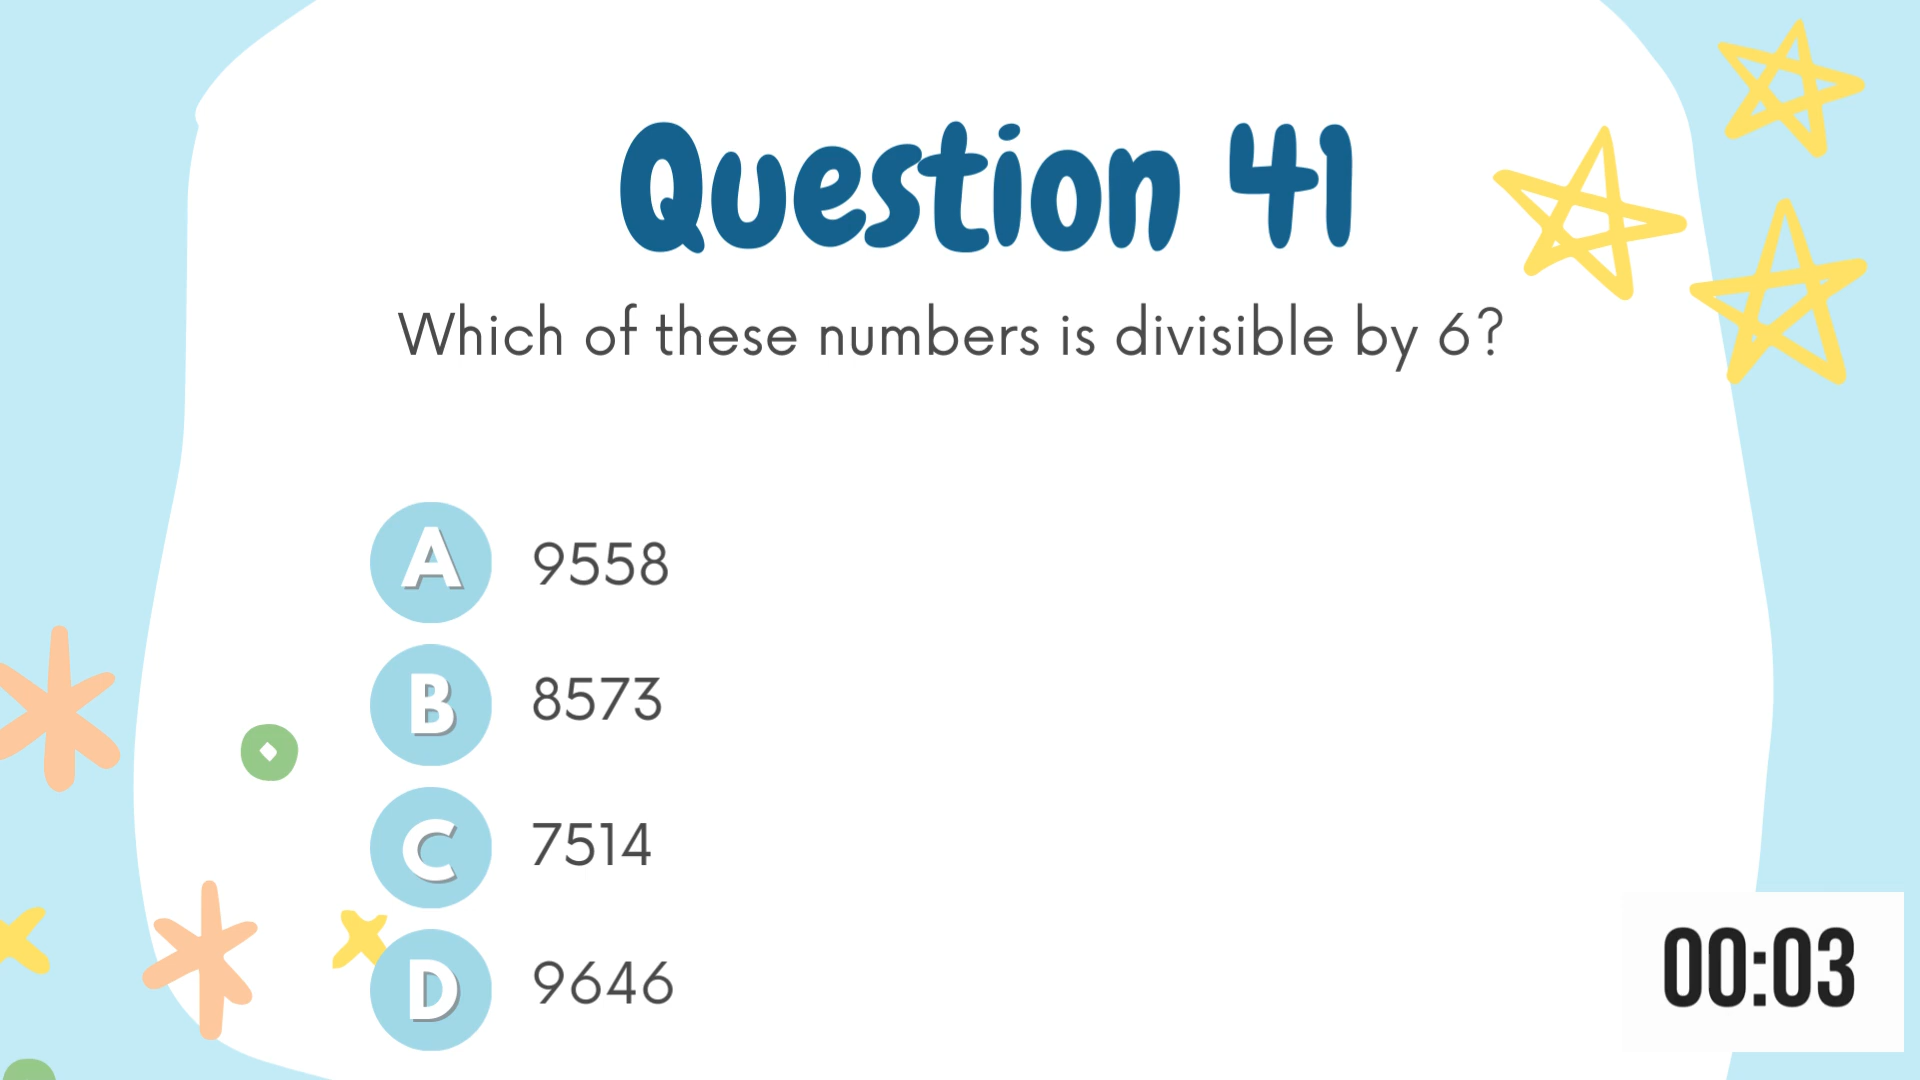 Question 41
Which of these numbers is divisible by 6?
A 9558
B 8573
C 7514
D 9646
00:03